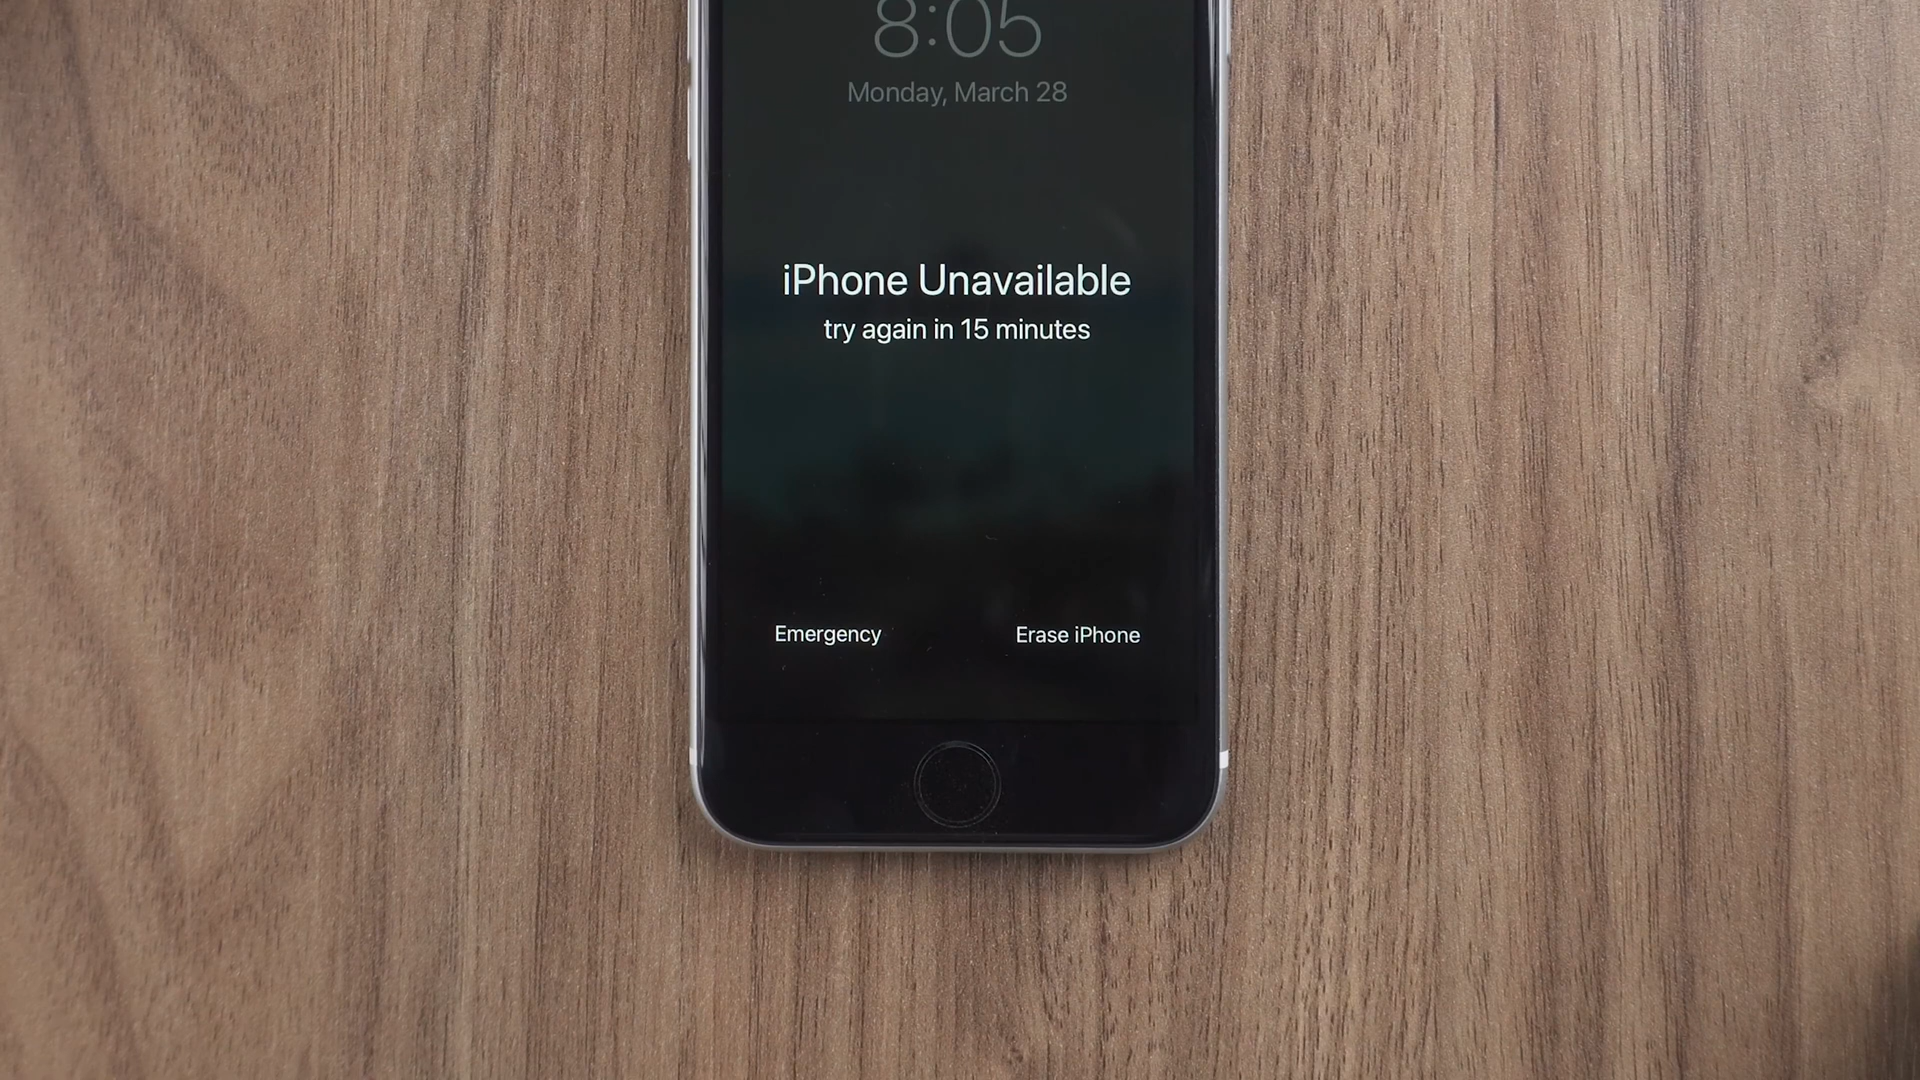 8:05
Monday, March 28
iPhone Unavailable
try again in 15 minutes
Emergency
Erase iPhone